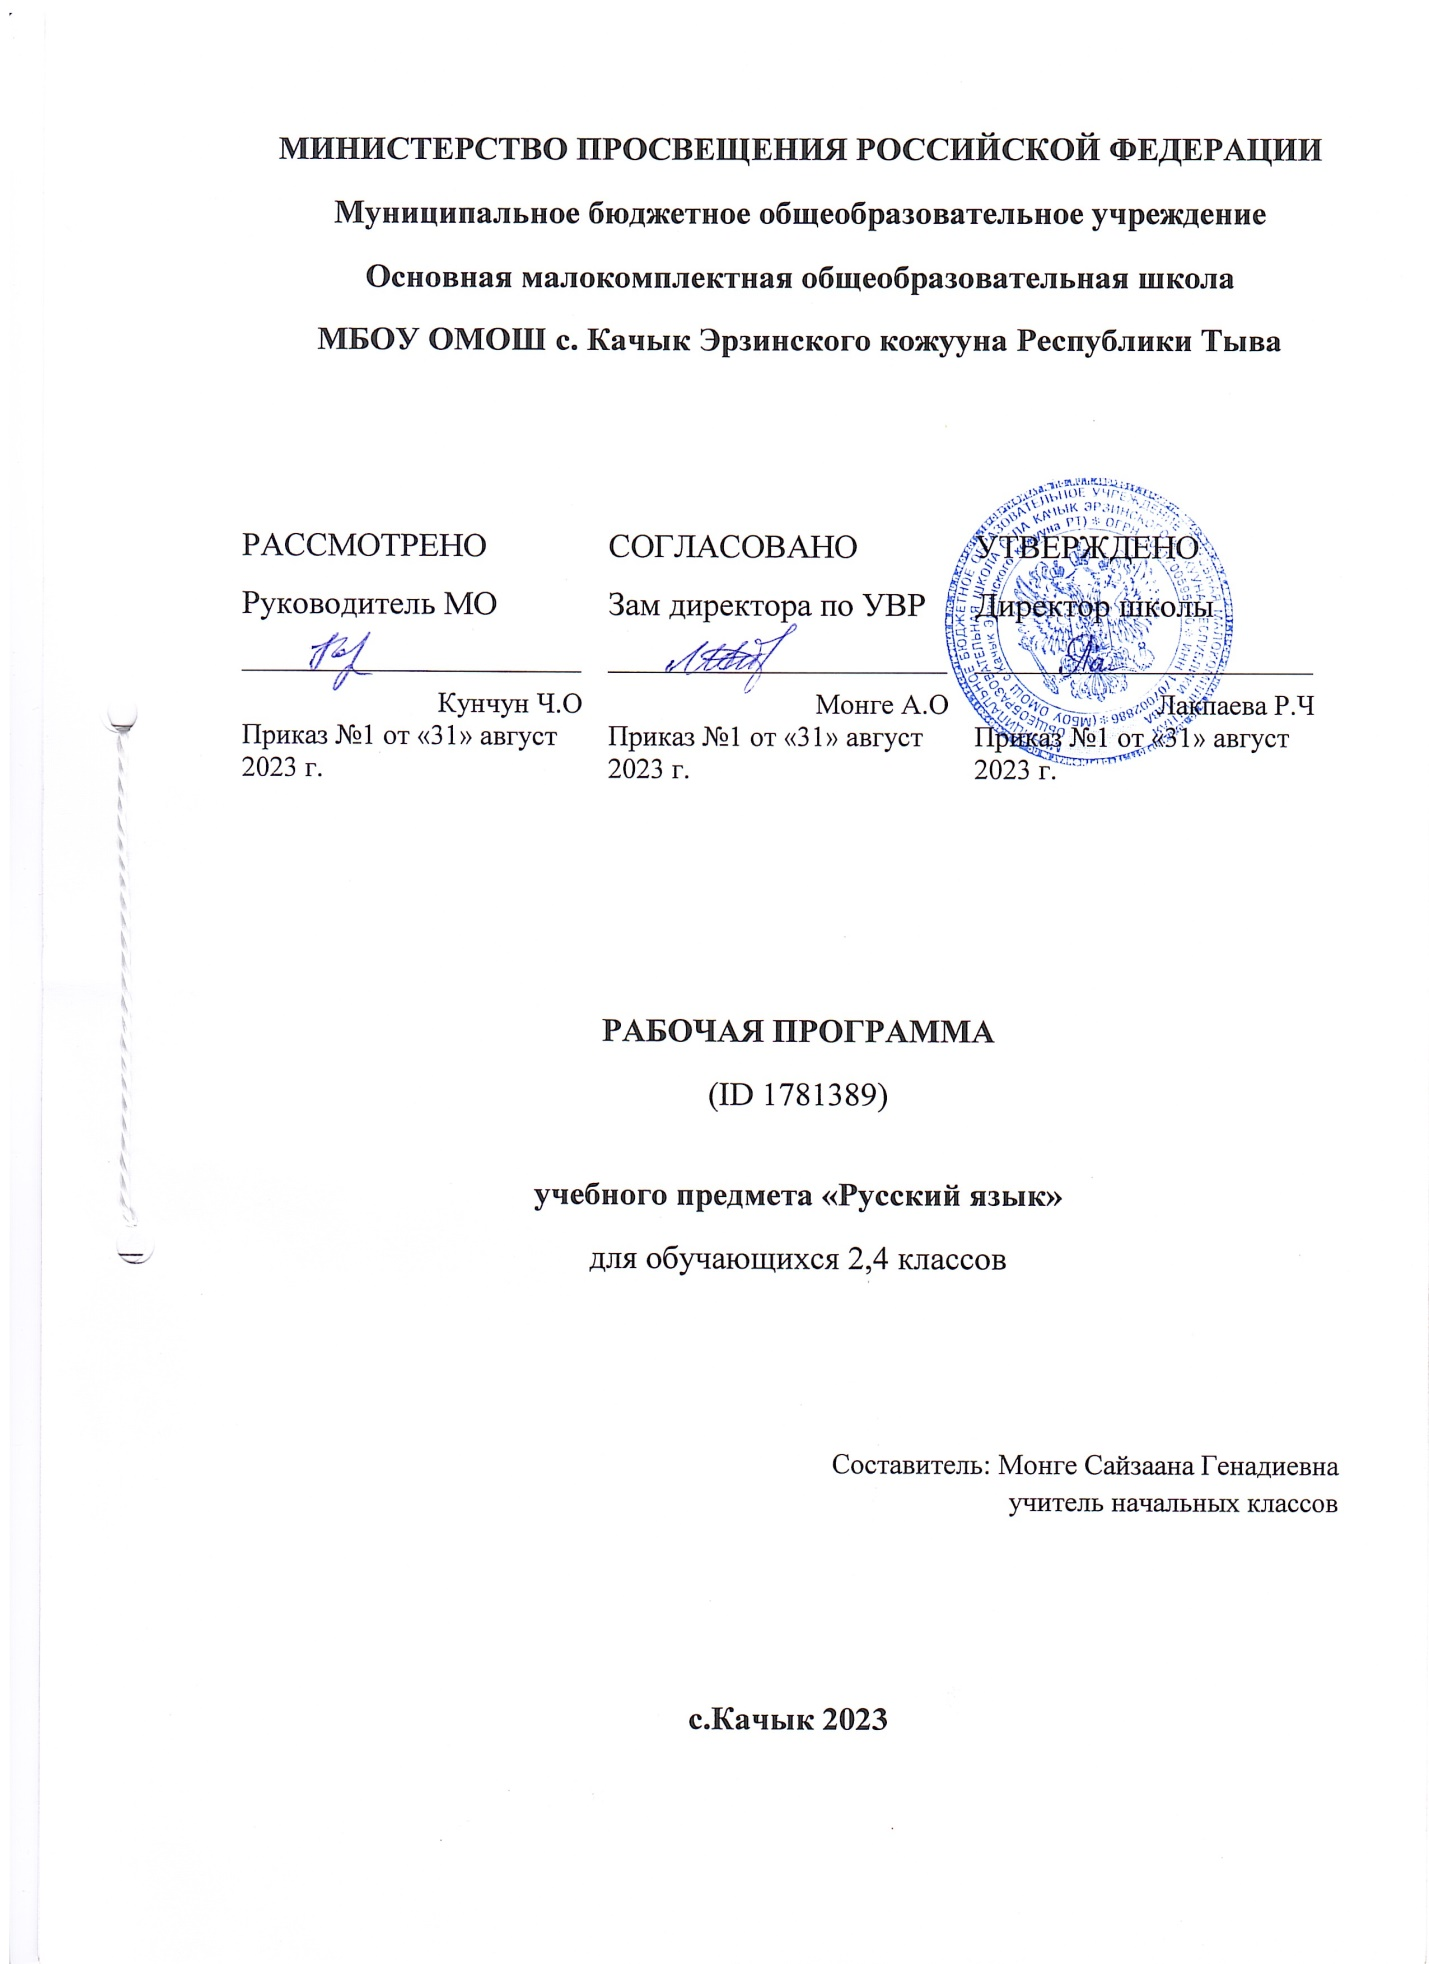 МИНИСТЕРСТВО ПРОСВЕЩЕНИЯ РОССИЙСКОЙ ФЕДЕРАЦИИ
Муниципальное бюджетное общеобразовательное учреждение
Основная малокомплектная общеобразовательная школа
МБОУ ОМОШ с. Качык Эрзинского кожууна Республики Тыва
РАССМОТРЕНО
Руководитель МО
Кунчун Ч.О
Приказ №1 от «31» август
2023 г.
СОГЛАСОВАНО
Зам директора по УВР
Монге А.О
Приказ №1 от «31» август
2023 г.
УТВЕРЖДЕНО
Директор школы
Лакпаева Р.Ч
Приказ №1 от «31» август
2023 г.
РАБОЧАЯ ПРОГРАММА
(ID 1781389)
учебного предмета «Русский язык»
для обучающихся 2,4 классов
Составитель: Монге Сайзаана Генадиевна
учитель начальных классов
с.Качык 2023